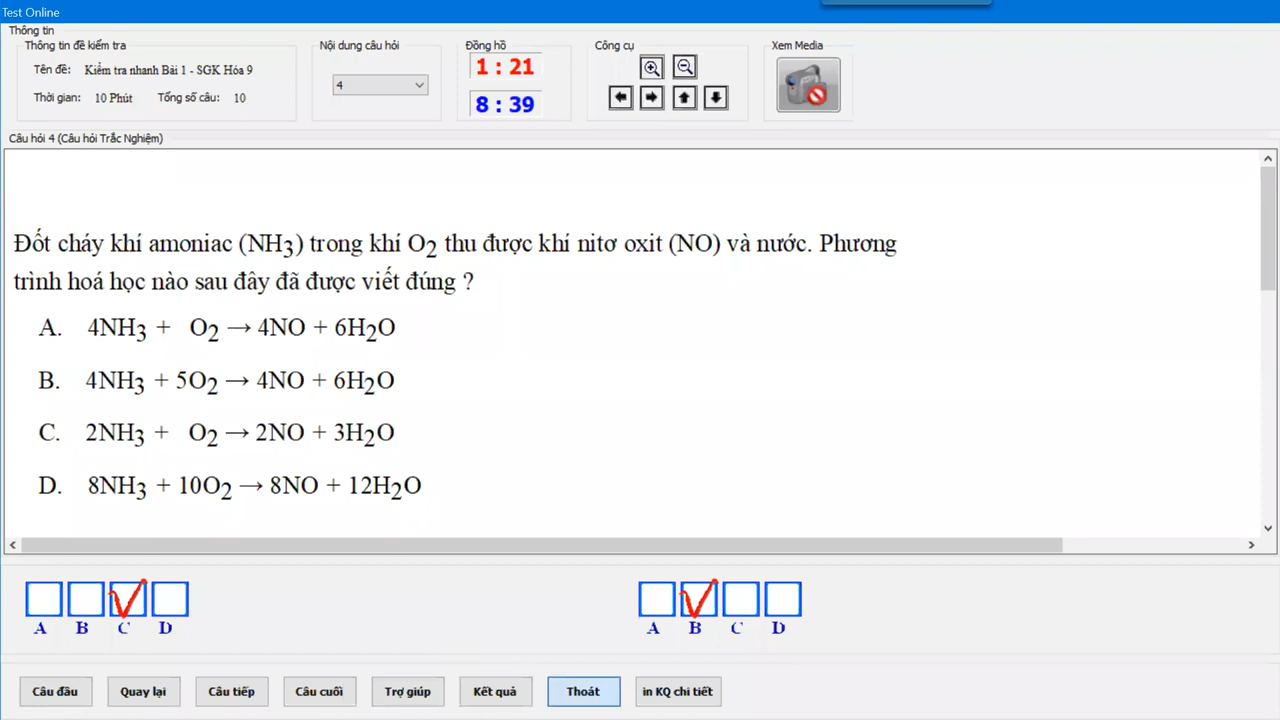 Test Online
Thông tin
Thông tin đề kiểm tra
Tên đề: Kiểm tra nhanh Bài 1 - SGK Hóa 9
Thời gian: 10 Phút Tổng số câu: 10
Nội dung câu hỏi
4
Đồng hồ
1 : 21
8 : 39
Công cụ
Xem Media
Câu hỏi 4 (Câu hỏi Trắc Nghiệm)
Đốt cháy khí amoniac (NH3) trong khí O2 thu được khí nitơ oxit (NO) và nước. Phương
trình hoá học nào sau đây đã được viết đúng ?
A. 4NH3 + O2 → 4NO + 6H2O
B. 4NH3 + 5O2 → 4NO + 6H2O
C. 2NH3 + O2 → 2NO + 3H2O
D. 8NH3 + 10O2 → 8NO + 12H2O
A B C D
A B C D
Câu đầu Quay lại Câu tiếp Câu cuối Trợ giúp Kết quả Thoát in KQ chi tiết